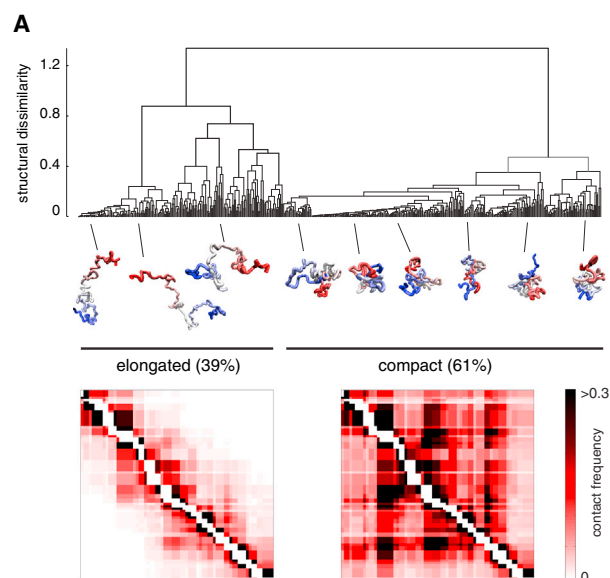 A
structural dissimilarity
1.2
0.8
0.4
0
elongated (39%)
compact (61%)
>0.3
contact frequency
0